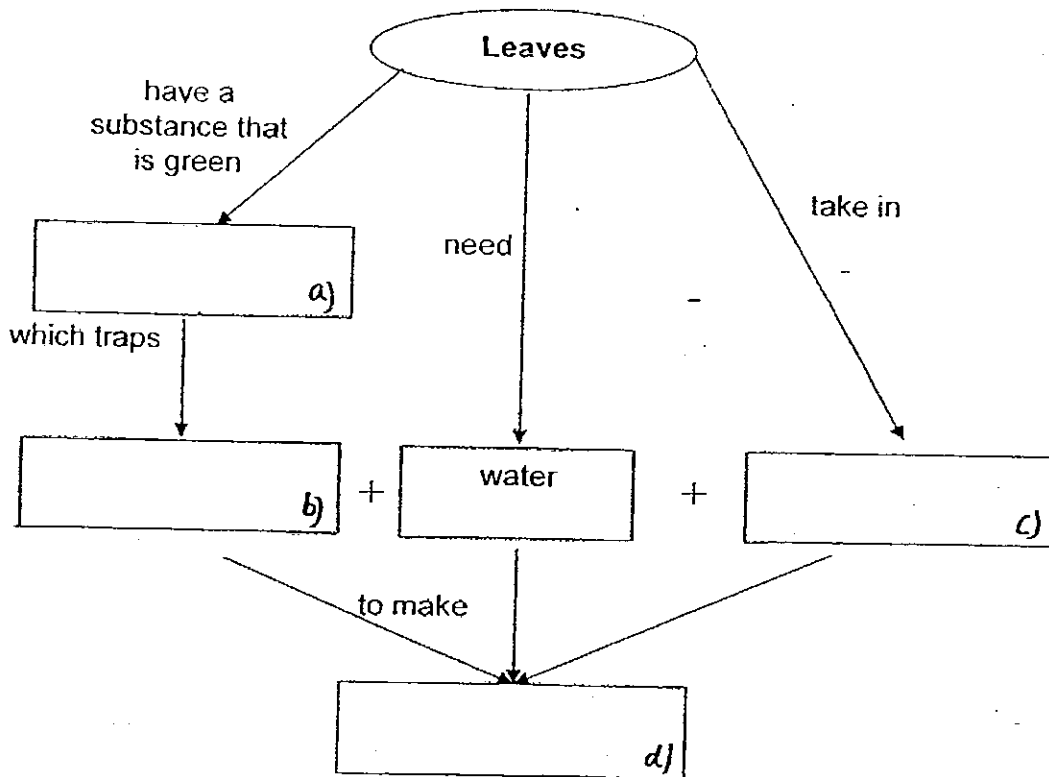 Leaves
have a
substance that
is green
need
take in
a)
which traps
b)
+
water
+
c)
to make
d)